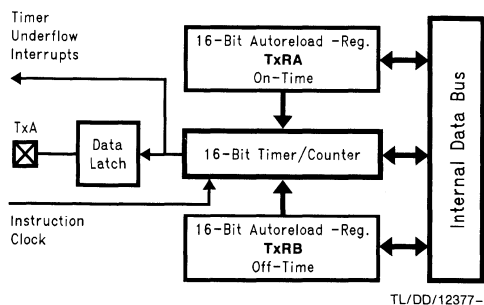 Timer
Underflow
Interrupts
16-Bit Autoreload -Reg.
TxRA
On-Time
TxA
Data
Latch
16-Bit Timer/Counter
Internal Data Bus
Instruction
Clock
16-Bit Autoreload -Reg.
TxRB
Off-Time
TL/DD/12377-